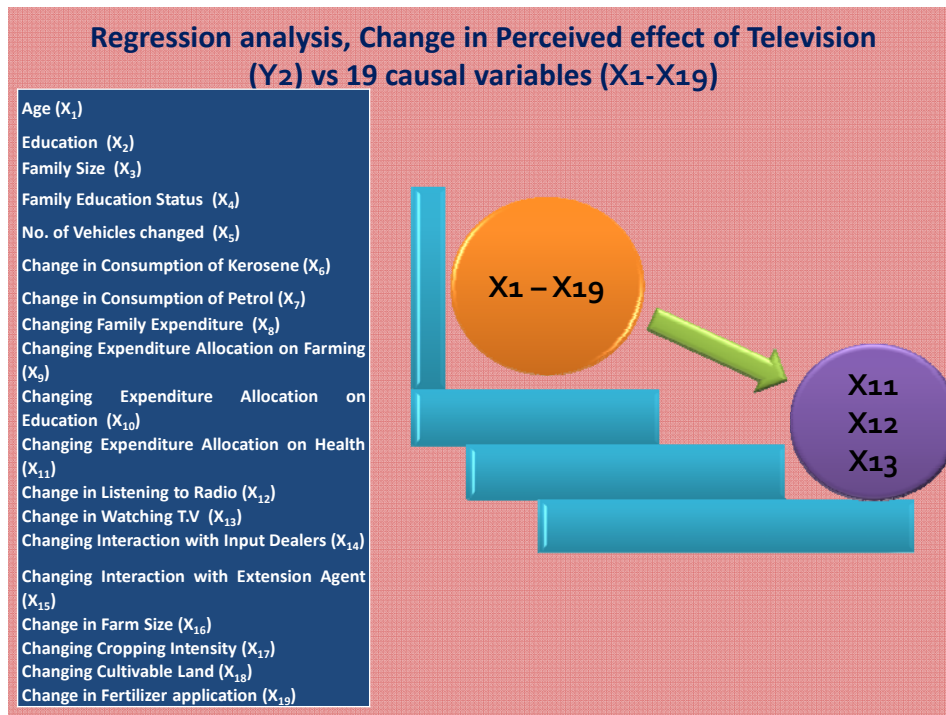 Regression analysis, Change in Perceived effect of Television
(Y2) vs 19 causal variables (X1-X19)
Age (X₁)
Education (X₂)
Family Size (X₃)
Family Education Status (X₄)
No. of Vehicles changed (X₅)
Change in Consumption of Kerosene (X₆)
Change in Consumption of Petrol (X₇)
Changing Family Expenditure (X₈)
Changing Expenditure Allocation on Farming
(X₉)
Changing Expenditure Allocation on
Education (X₁₀)
Changing Expenditure Allocation on Health
(X₁₁)
Change in Listening to Radio (X₁₂)
Change in Watching T.V (X₁₃)
Changing Interaction with Input Dealers (X₁₄)
Changing Interaction with Extension Agent
(X₁₅)
Change in Farm Size (X₁₆)
Changing Cropping Intensity (X₁₇)
Changing Cultivable Land (X₁₈)
Change in Fertilizer application (X₁₉)
X1 – X19
X11
X12
X13